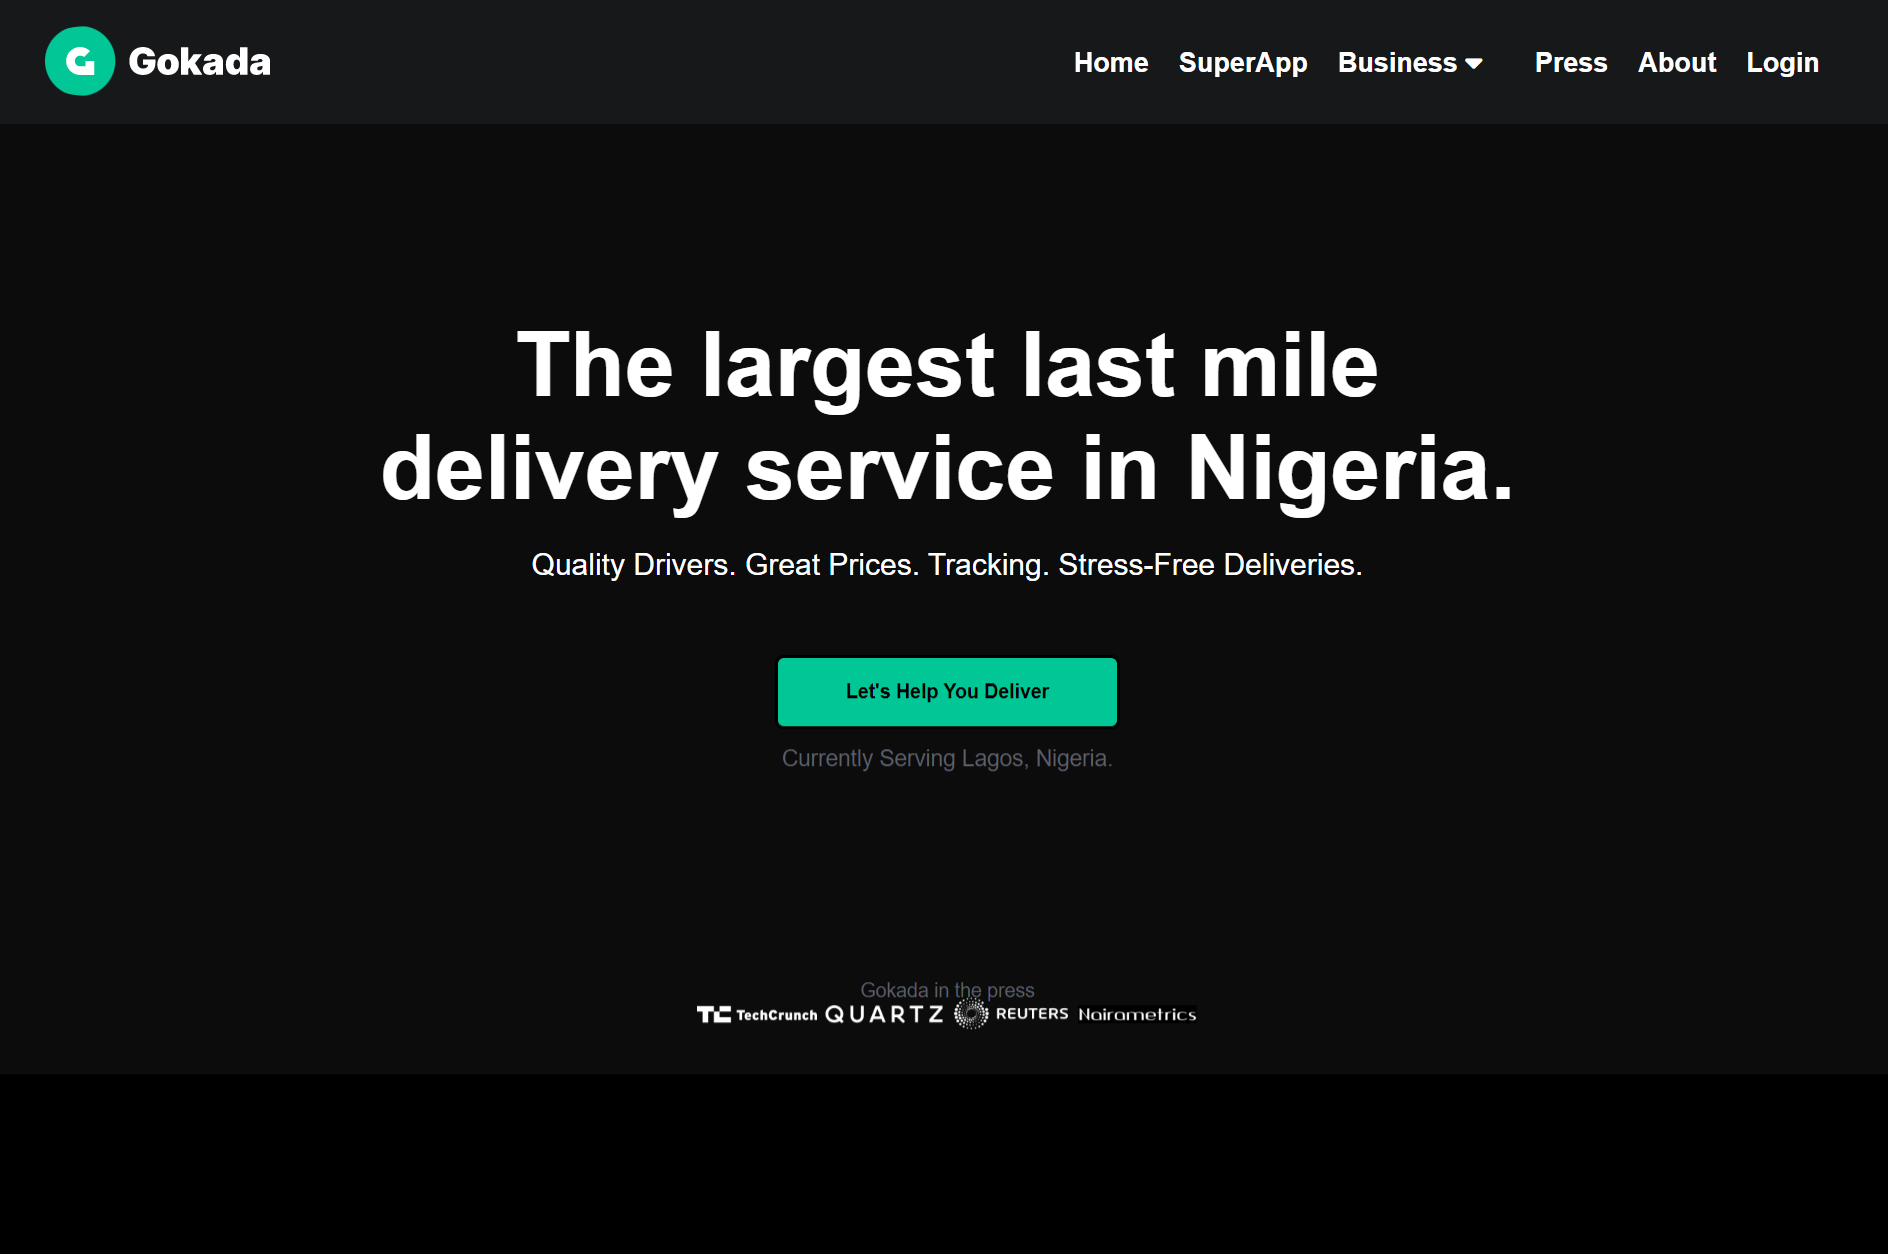 Gokada
Home SuperApp Business Press About Login
The largest last mile
delivery service in Nigeria.
Quality Drivers. Great Prices. Tracking. Stress-Free Deliveries.
Let's Help You Deliver
Currently Serving Lagos, Nigeria.
Gokada in the press
TC TechCrunch QUARTZ REUTERS Nairametrics